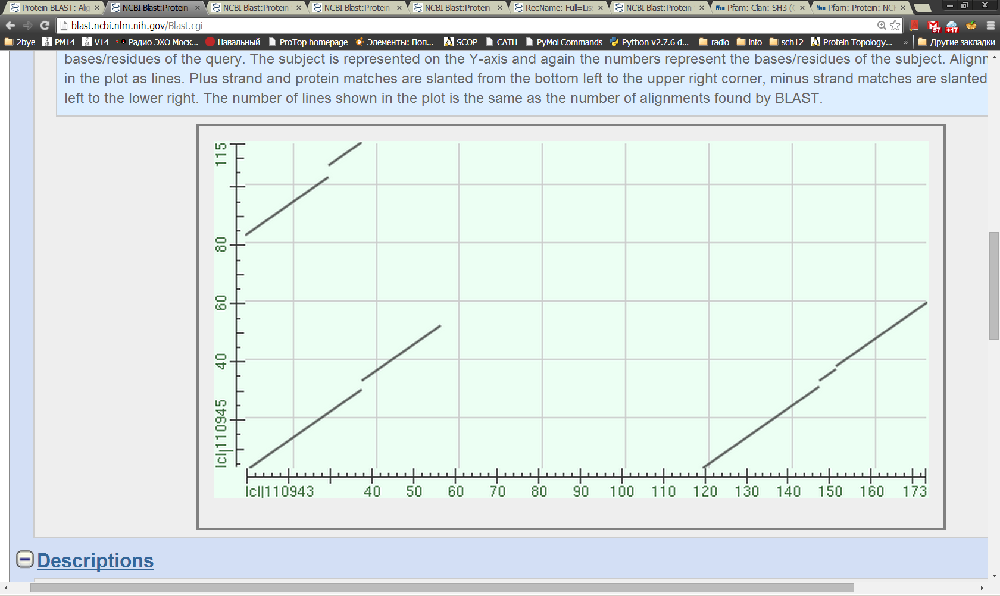 Protein BLAST: Alig
NCBI Blast:Protein
NCBI Blast:Protein
NCBI Blast:Protein
NCBI Blast:Protein
RecName: Full=Lis
NCBI Blast:Protein
Pfam: Clan: SH3 (C
Pfam: Protein: NCK
blast.ncbi.nlm.nih.gov/Blast.cgi
57
+17
2bye
PM14
V14
Радио ЭХО Моск...
Навальный
ProTop homepage
Элементы: Поп...
SCOP
CATH
PyMol Commands
Python v2.7.6 d...
radio
info
sch12
Protein Topology...
»
Другие закладки
bases/residues of the query. The subject is represented on the Y-axis and again the numbers represent the bases/residues of the subject. Alignm
in the plot as lines. Plus strand and protein matches are slanted from the bottom left to the upper right corner, minus strand matches are slanted
left to the lower right. The number of lines shown in the plot is the same as the number of alignments found by BLAST.
115
80
60
40
lcl|110945
lcl|110943 40 50 60 70 80 90 100 110 120 130 140 150 160 173
Descriptions